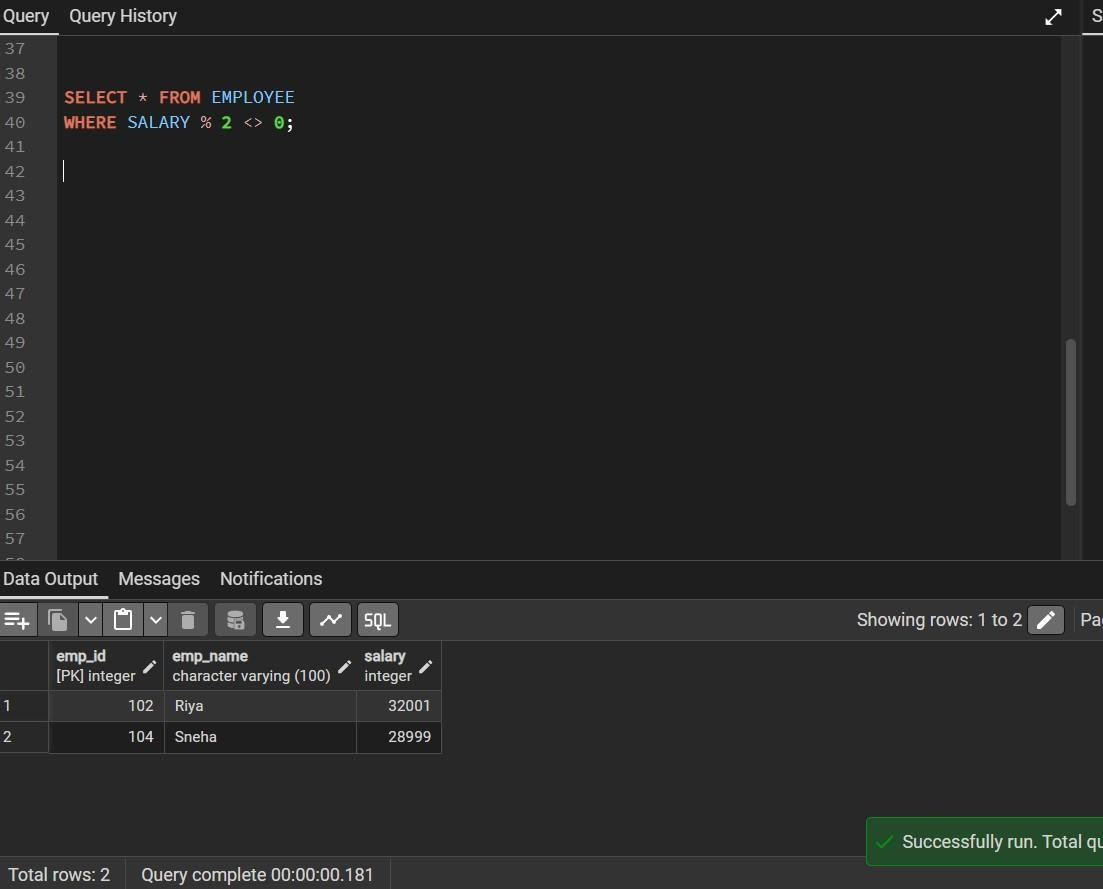 Query Query History S
37
38
39 SELECT * FROM EMPLOYEE
40 WHERE SALARY % 2 <> 0;
41
42
43
44
45
46
47
48
49
50
51
52
53
54
55
56
57
Data Output Messages Notifications
SQL Showing rows: 1 to 2 Pa
emp_id emp_name salary
[PK] integer character varying (100) integer
1 102 Riya 32001
2 104 Sneha 28999
Successfully run. Total qu
Total rows: 2 Query complete 00:00:00.181